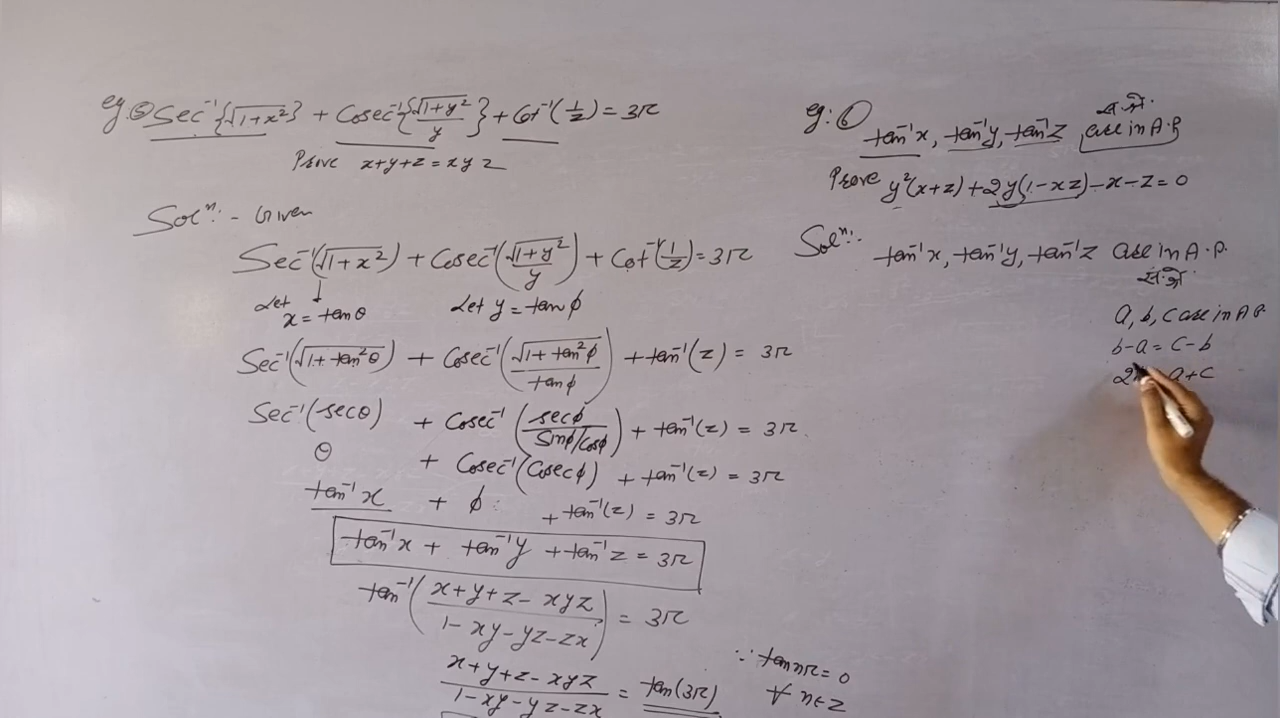 eg. ⑤ Sec⁻¹{√1+x²} + Cosec⁻¹{√1+y²/y} + Cot⁻¹(1/z) = 3π
Prove x+y+z = xyz
Solⁿ:- Given
Sec⁻¹(√1+x²) + Cosec⁻¹(√1+y²/y) + Cot⁻¹(1/z) = 3π
Let x = tanθ Let y = tanϕ
Sec⁻¹(√1+tan²θ) + Cosec⁻¹(√1+tan²ϕ/tanϕ) + tan⁻¹(z) = 3π
Sec⁻¹(secθ) + Cosec⁻¹(secϕ/Sinϕ/cosϕ) + tan⁻¹(z) = 3π
θ + Cosec⁻¹(Cosecϕ) + tan⁻¹(z) = 3π
tan⁻¹x + ϕ + tan⁻¹(z) = 3π
tan⁻¹x + tan⁻¹y + tan⁻¹z = 3π
tan⁻¹(x+y+z-xyz/1-xy-yz-zx) = 3π
x+y+z-xyz/1-xy-yz-zx = tan(3π)
∵ tan nπ = 0
∀ n∈Z
eg: ①
स.श्रे.
tan⁻¹x, tan⁻¹y, tan⁻¹z are in A.P.
Prove y²(x+z)+2y(1-xz)-x-z=0
Solⁿ:-
tan⁻¹x, tan⁻¹y, tan⁻¹z are in A.P.
स.श्रे.
a, b, c are in A.P.
b-a = c-b
a+c